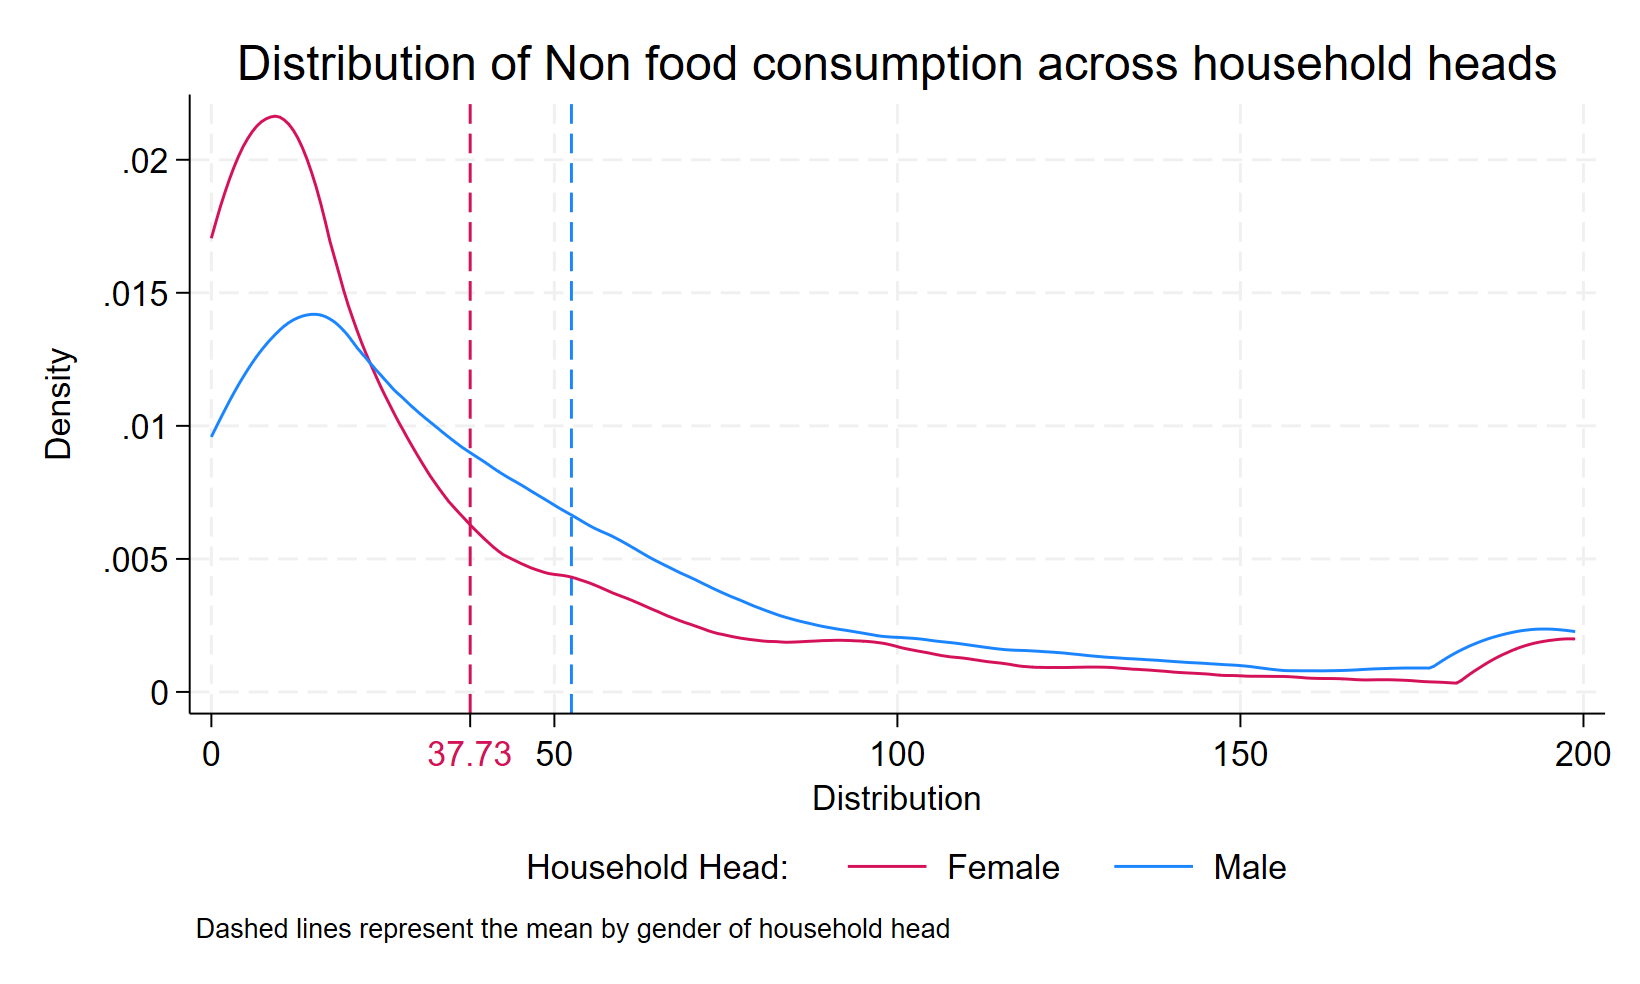 Distribution of Non food consumption across household heads
.02
.015
.01
.005
0
Density
0 37.73 50 100 150 200
Distribution
Household Head: Female Male
Dashed lines represent the mean by gender of household head